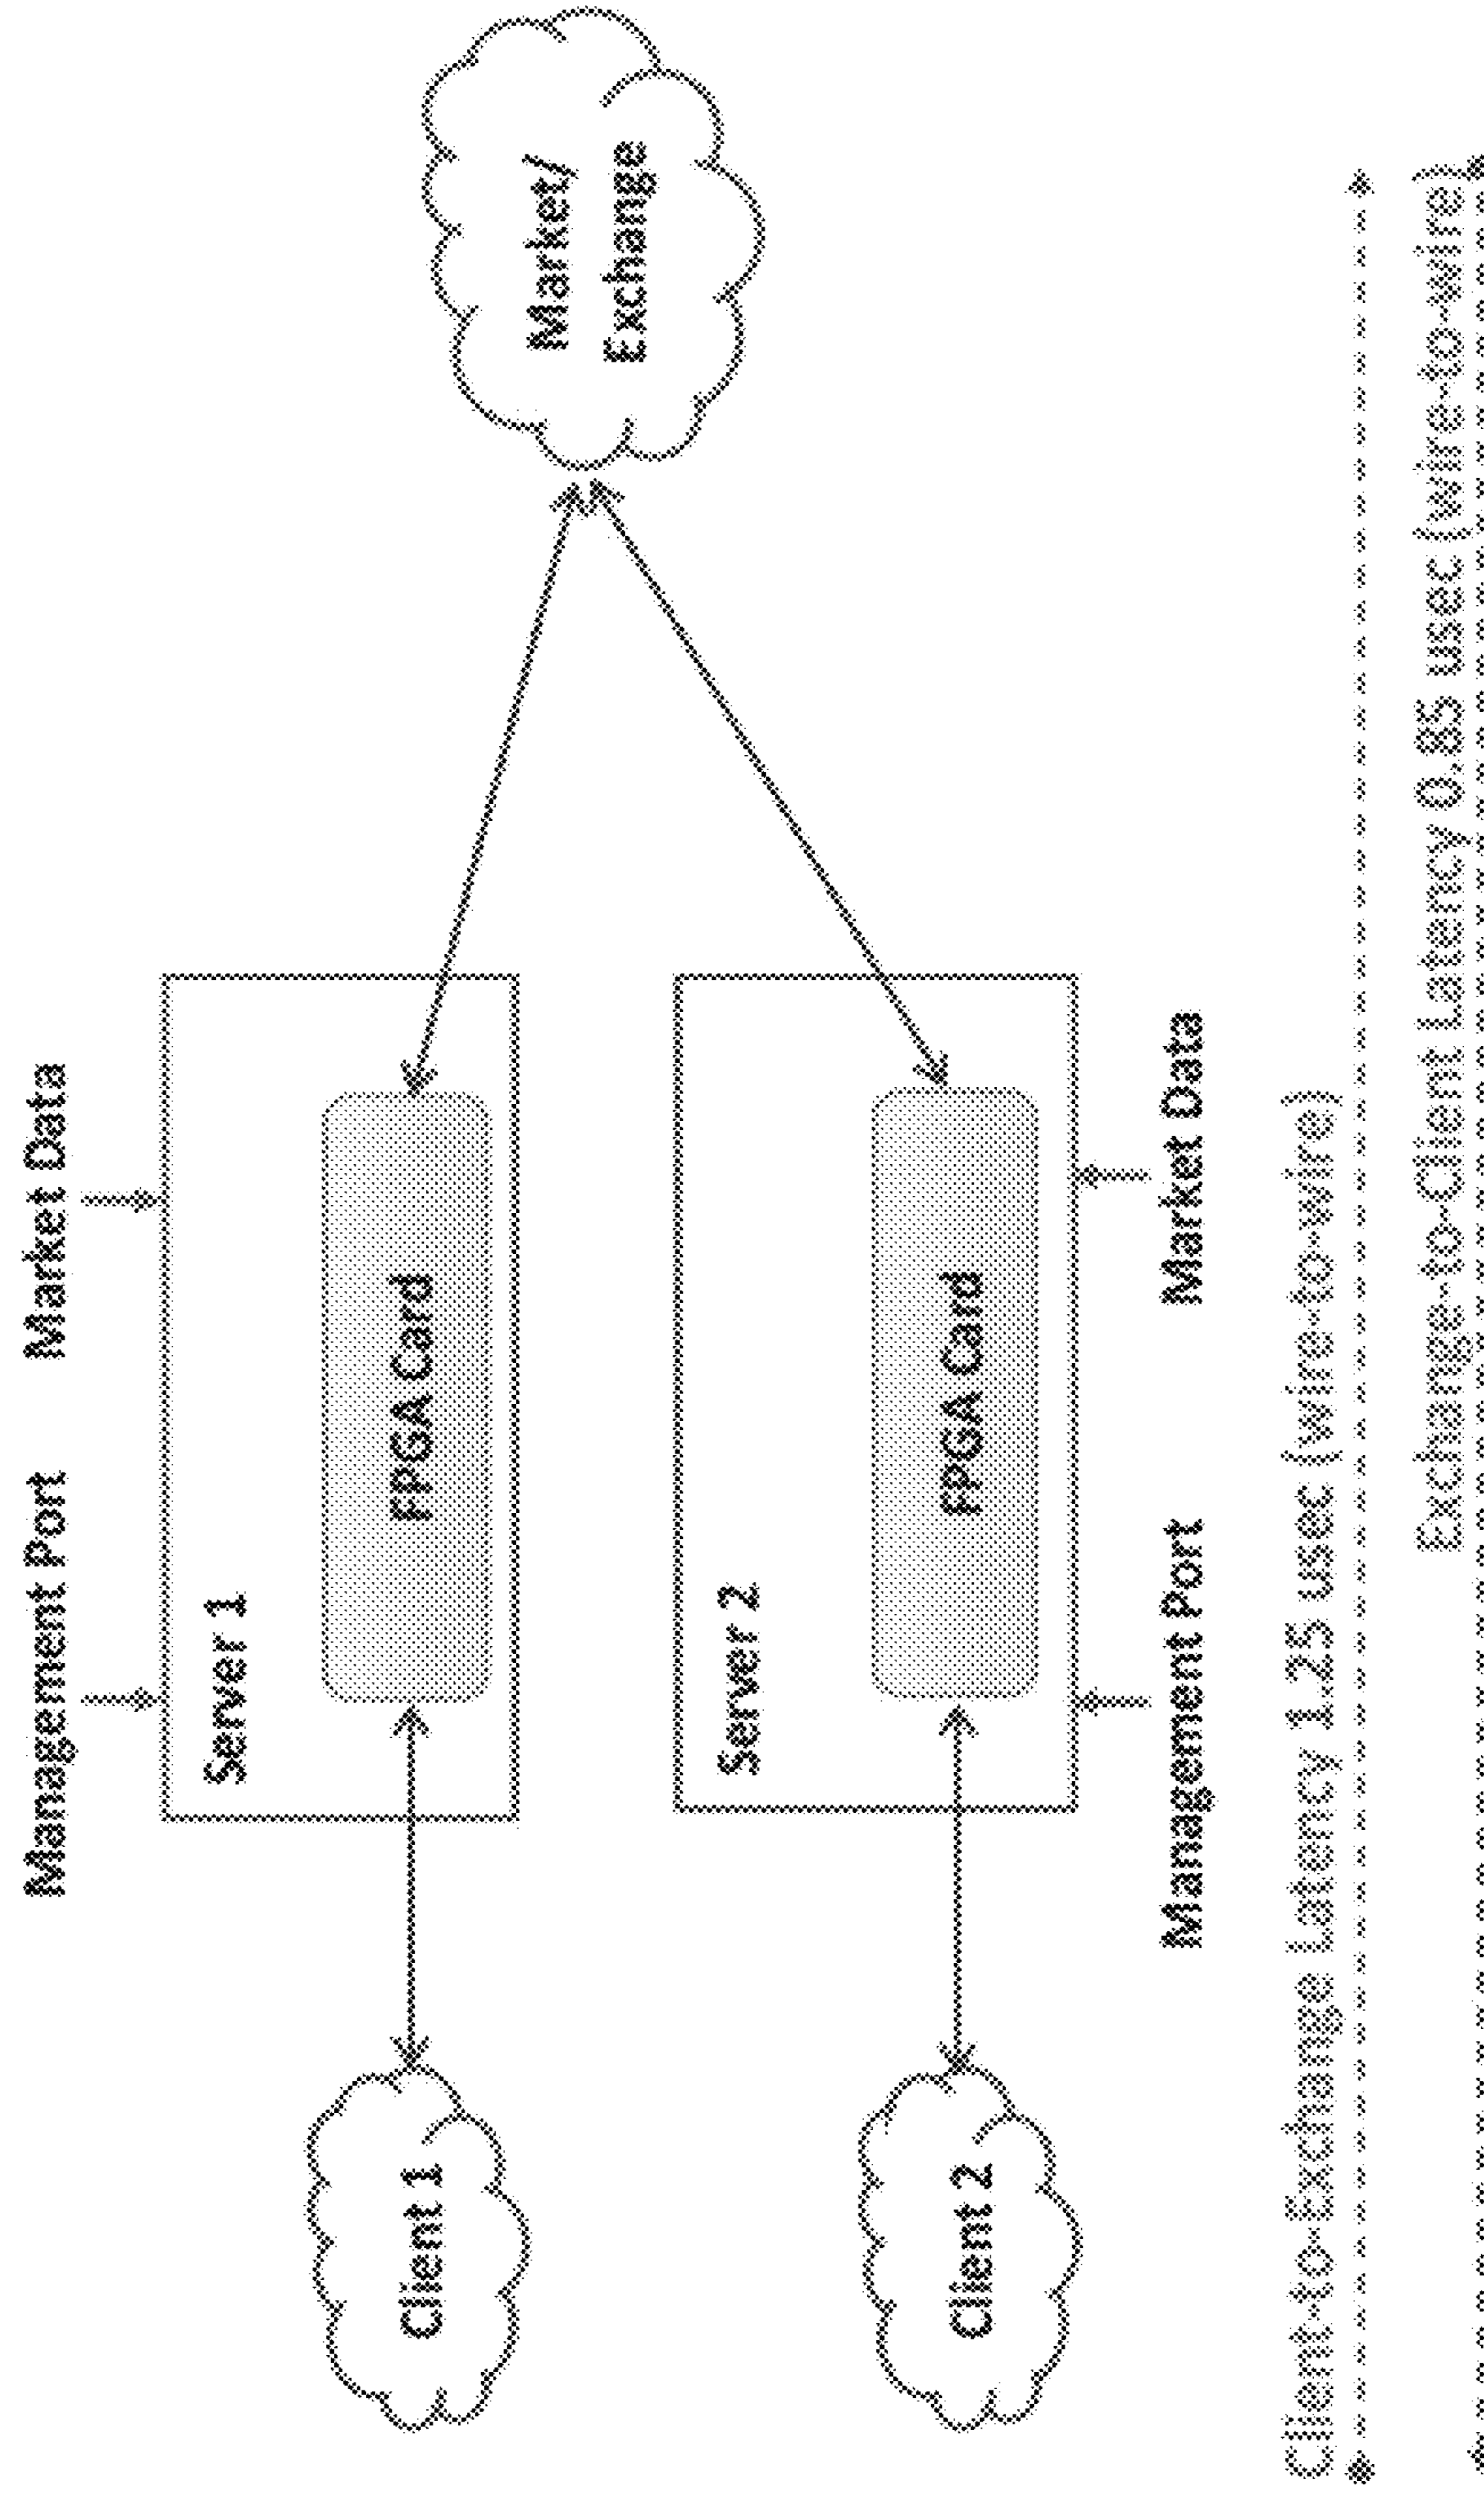 Management Port
Market Data
Server 1
FPGA Card
Client 1
Market/
Exchange
Server 2
FPGA Card
Client 2
Management Port
Market Data
Client-to-Exchange Latency 1.25 usec (wire-to-wire)
Exchange-to-Client Latency 0.85 usec (wire-to-wire)